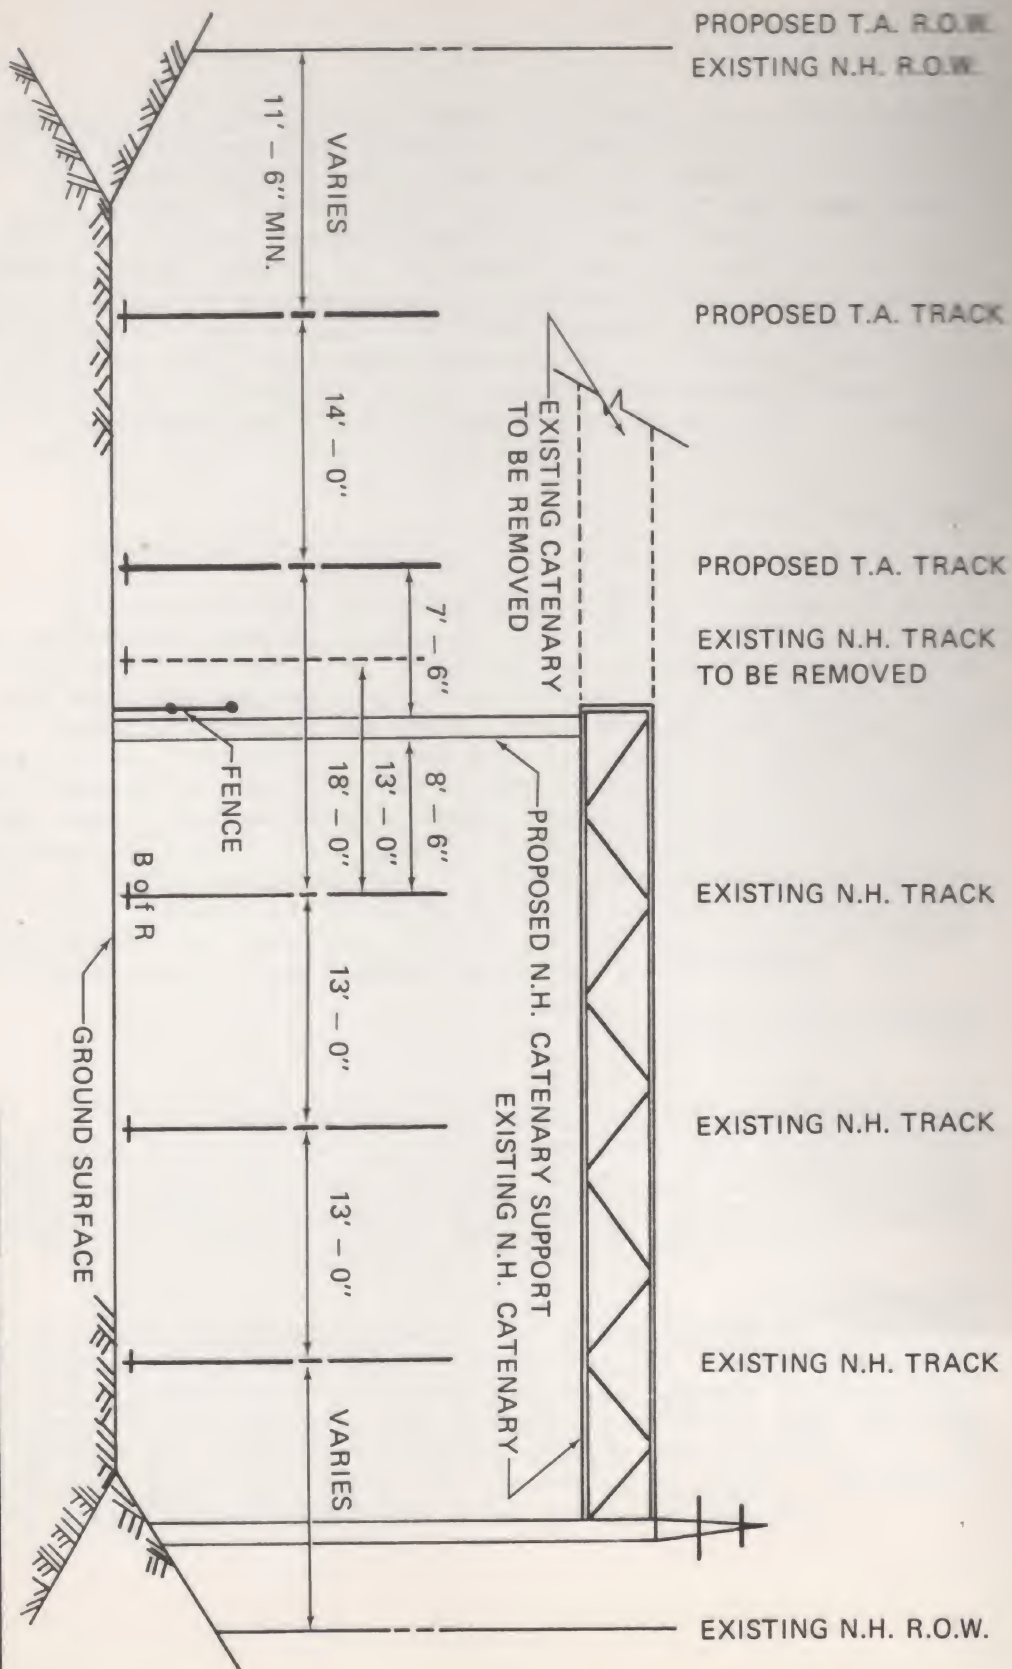 PROPOSED T.A. R.O.W.
EXISTING N.H. R.O.W.
PROPOSED T.A. TRACK
PROPOSED T.A. TRACK
EXISTING N.H. TRACK
TO BE REMOVED
EXISTING N.H. TRACK
EXISTING N.H. TRACK
EXISTING N.H. TRACK
EXISTING N.H. R.O.W.
EXISTING CATENARY
TO BE REMOVED
PROPOSED N.H. CATENARY SUPPORT
EXISTING N.H. CATENARY
7' – 6"
8' – 6"
13' – 0"
VARIES
11' – 6" MIN.
14' – 0"
18' – 0"
13' – 0"
13' – 0"
VARIES
FENCE
B of R
GROUND SURFACE